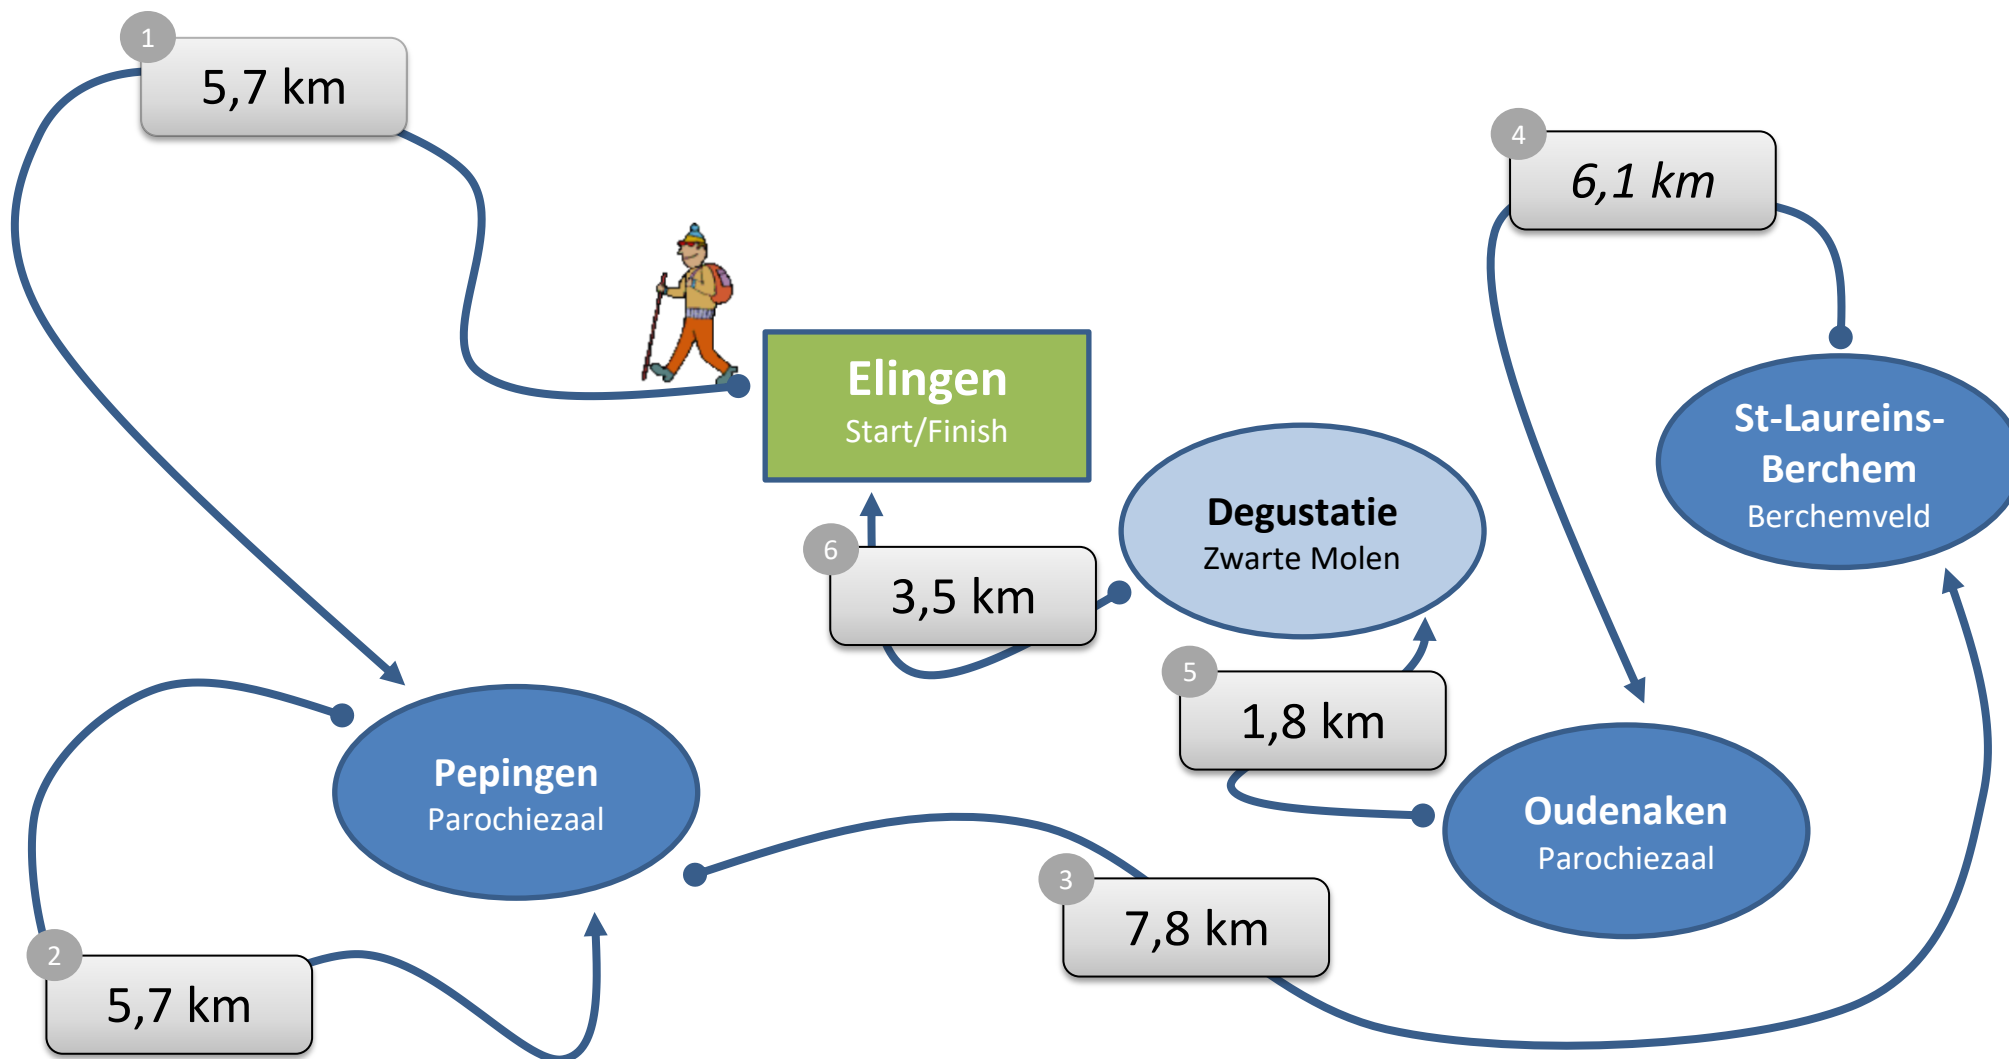 1
5,7 km
4
6,1 km
Elingen
Start/Finish
St-Laureins-
Berchem
Berchemveld
Degustatie
Zwarte Molen
6
3,5 km
5
1,8 km
Pepingen
Parochiezaal
Oudenaken
Parochiezaal
3
7,8 km
2
5,7 km